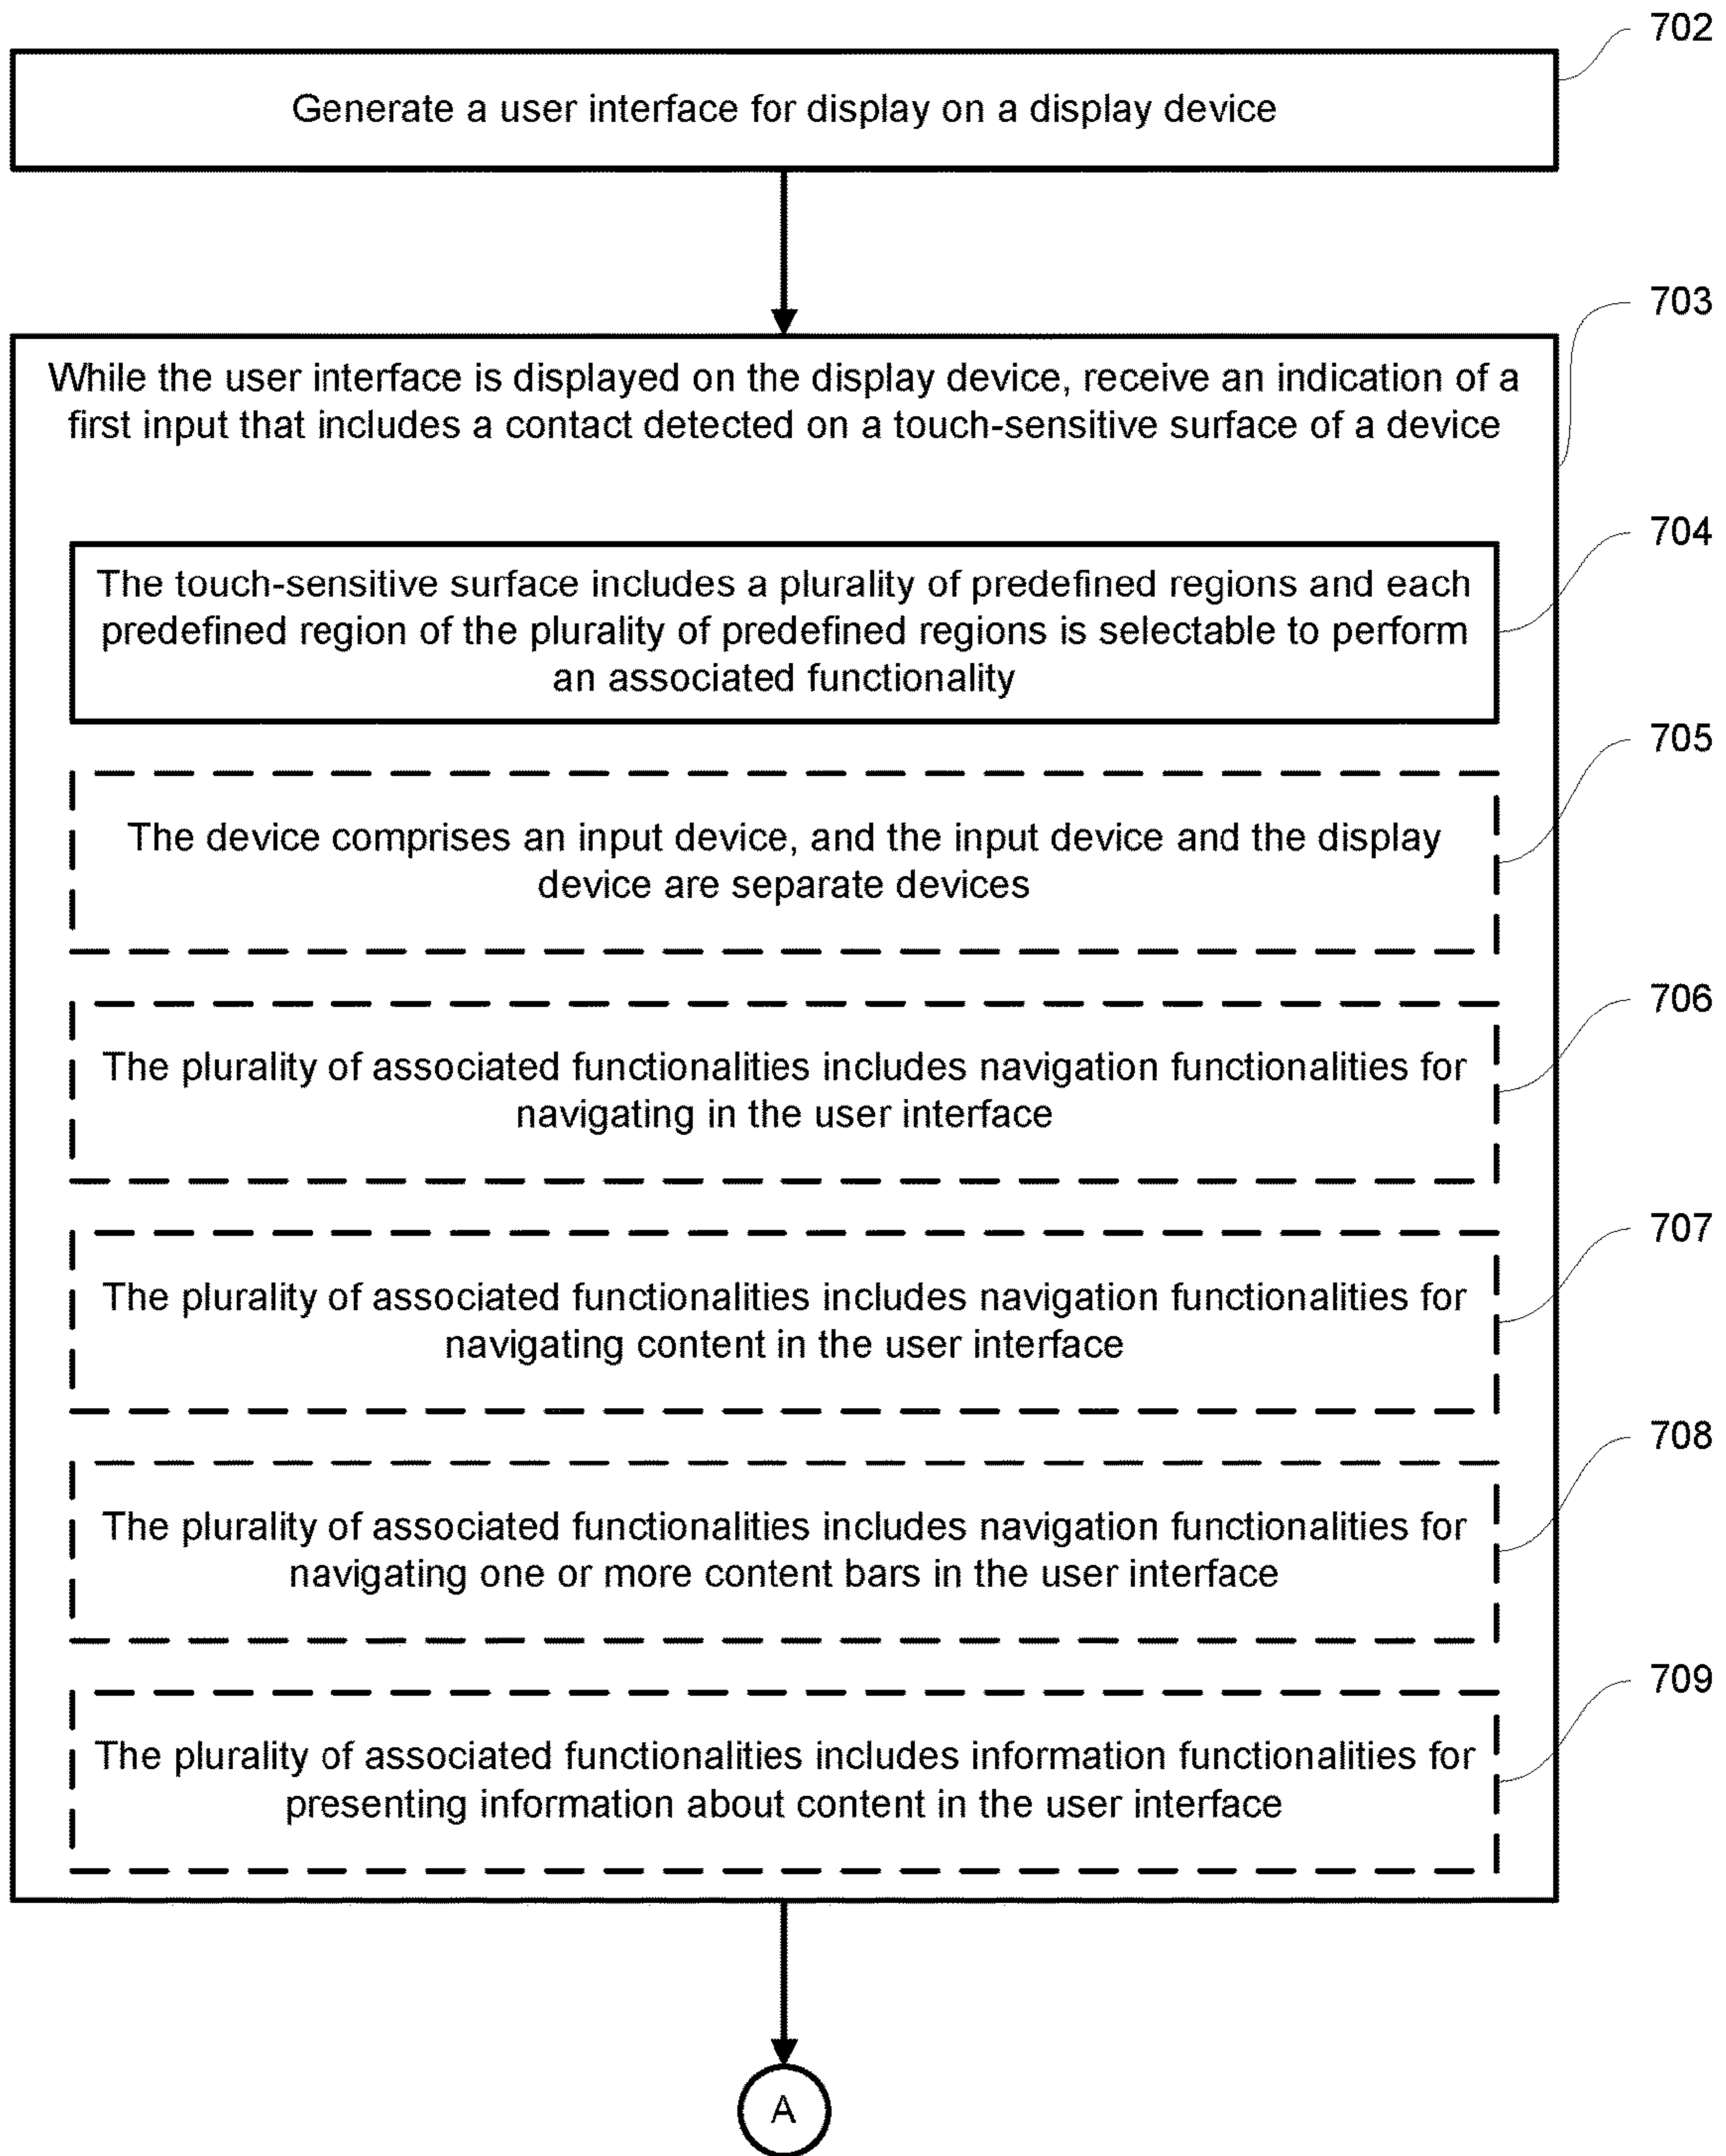 702
Generate a user interface for display on a display device
703
While the user interface is displayed on the display device, receive an indication of a
first input that includes a contact detected on a touch-sensitive surface of a device
704
The touch-sensitive surface includes a plurality of predefined regions and each
predefined region of the plurality of predefined regions is selectable to perform
an associated functionality
705
The device comprises an input device, and the input device and the display
device are separate devices
706
The plurality of associated functionalities includes navigation functionalities for
navigating in the user interface
707
The plurality of associated functionalities includes navigation functionalities for
navigating content in the user interface
708
The plurality of associated functionalities includes navigation functionalities for
navigating one or more content bars in the user interface
709
The plurality of associated functionalities includes information functionalities for
presenting information about content in the user interface
A